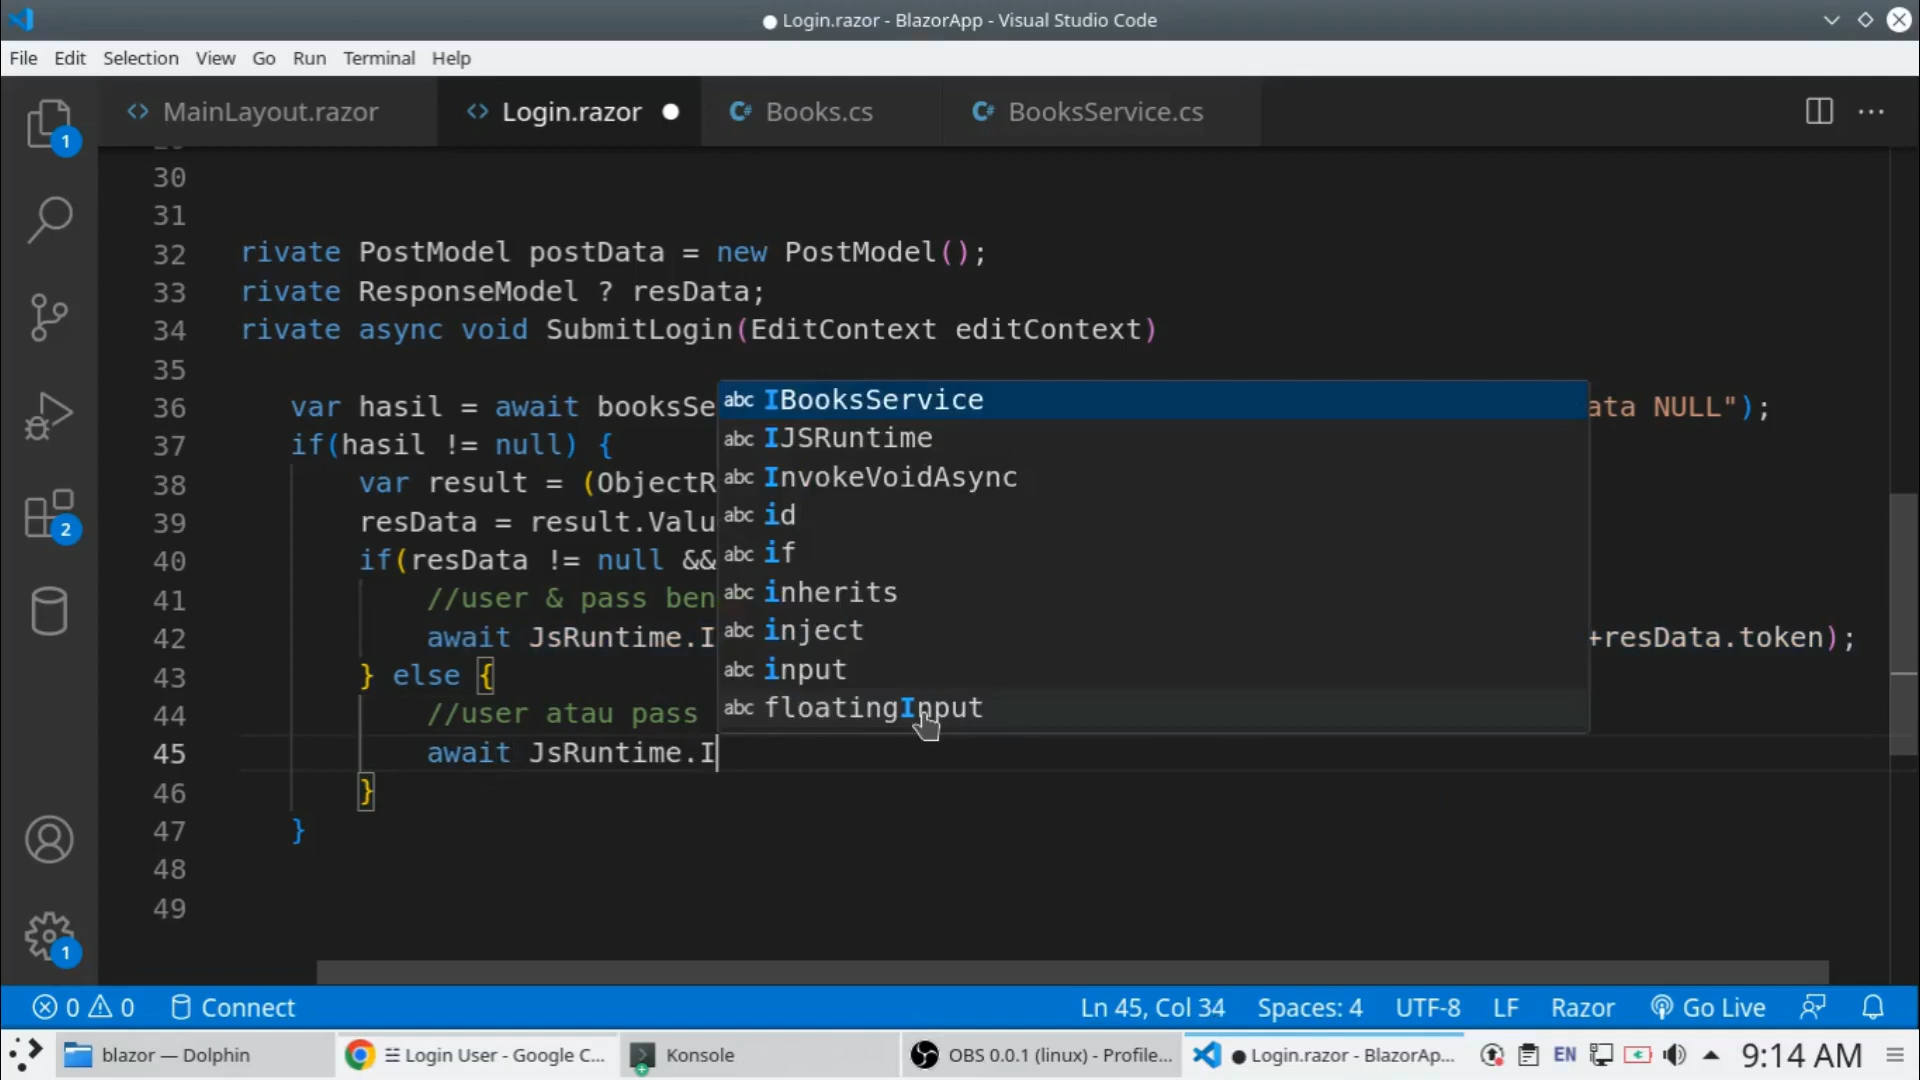 Login.razor - BlazorApp - Visual Studio Code
File Edit Selection View Go Run Terminal Help
MainLayout.razor Login.razor C# Books.cs C# BooksService.cs
1
2
1
30
31
32 rivate PostModel postData = new PostModel();
33 rivate ResponseModel ? resData;
34 rivate async void SubmitLogin(EditContext editContext)
35
36 var hasil = await booksSe ata NULL");
37 if(hasil != null) {
38 var result = (ObjectR
39 resData = result.Valu
40 if(resData != null &&
41 //user & pass ben
42 await JsRuntime.I +resData.token);
43 } else {
44 //user atau pass
45 await JsRuntime.I
46 }
47 }
48
49
abc IBooksService
abc IJSRuntime
abc InvokeVoidAsync
abc id
abc if
abc inherits
abc inject
abc input
abc floatingInput
0 0 Connect Ln 45, Col 34 Spaces: 4 UTF-8 LF Razor Go Live
blazor — Dolphin Login User - Google C... Konsole OBS 0.0.1 (linux) - Profile... Login.razor - BlazorAp... EN 9:14 AM